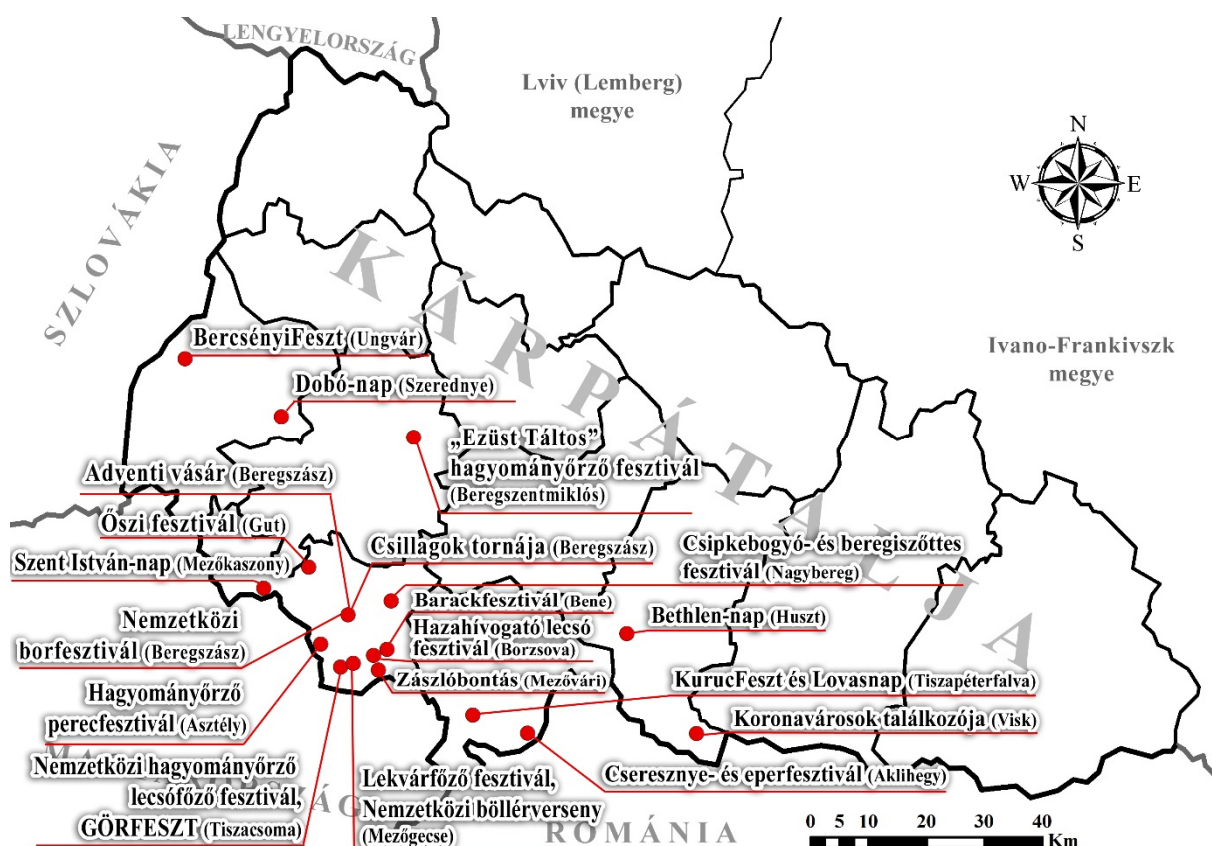 LENGYELORSZÁG
Lviv (Lemberg)
megye
N
W E
S
SZLOVÁKIA
KÁRPÁTALJA
Ivano-Frankivszk
megye
BercsényiFeszt (Ungvár)
Dobó-nap (Szerednye)
„Ezüst Táltos”
hagyományőrző fesztivál
(Beregszentmiklós)
Adventi vásár (Beregszász)
Őszi fesztivál (Gut)
Szent István-nap (Mezőkaszony)
Csillagok tornája (Beregszász)
Csipkebogyó- és beregiszőttes
fesztivál (Nagybereg)
Nemzetközi
borfesztivál (Beregszász)
Barackfesztivál (Bene)
Hazahívogató lecsó
fesztivál (Borzsova)
Zászlóbontás (Mezővári)
Bethlen-nap (Huszt)
KurucFeszt és Lovasnap (Tiszapéterfalva)
Koronavárosok találkozója (Visk)
Hagyományőrző
perecfesztivál (Asztély)
Nemzetközi hagyományőrző
lecsófőző fesztivál,
GÖRFESZT (Tiszacsoma)
Lekvárfőző fesztivál,
Nemzetközi böllérverseny
(Mezőgecse)
Cseresznye- és eperfesztivál (Aklihegy)
ROMÁNIA
0 5 10 20 30 40
Km